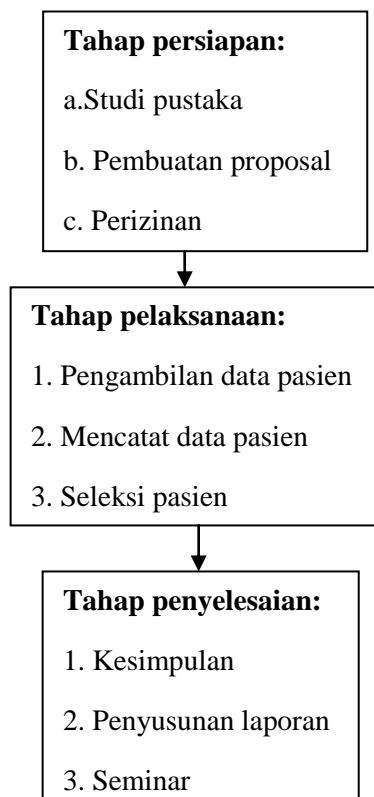 Tahap persiapan:
a.Studi pustaka
b. Pembuatan proposal
c. Perizinan
Tahap pelaksanaan:
1. Pengambilan data pasien
2. Mencatat data pasien
3. Seleksi pasien
Tahap penyelesaian:
1. Kesimpulan
2. Penyusunan laporan
3. Seminar